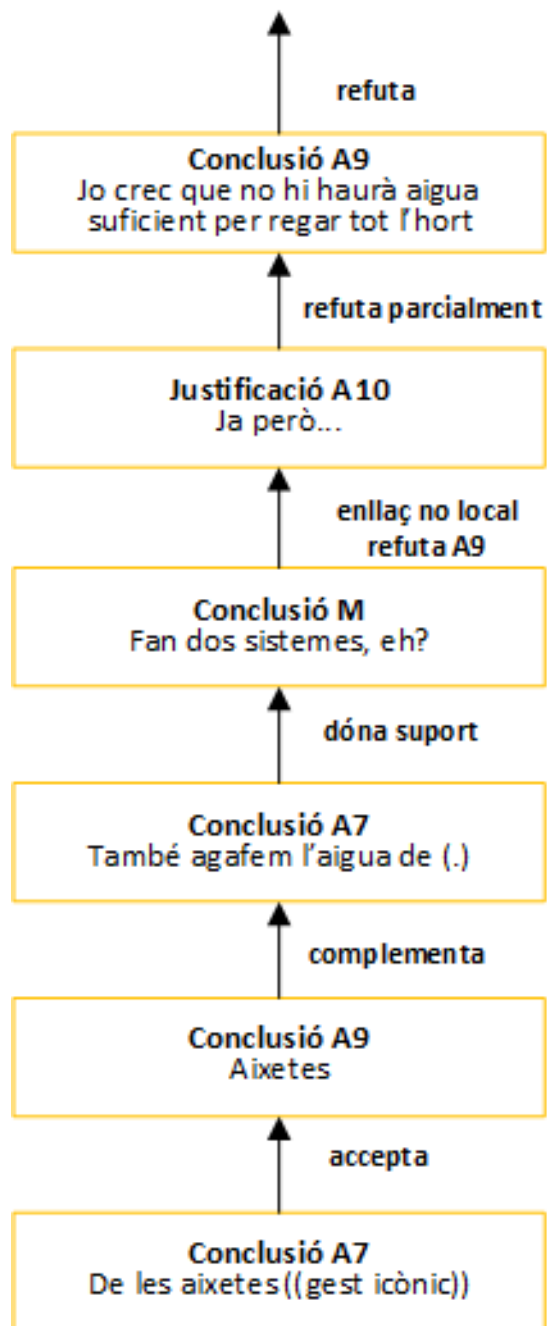 refuta
Conclusió A9
Jo crec que no hi haurà aigua
suficient per regar tot l'hort
refuta parcialment
Justificació A10
Ja però...
enllaç no local
refuta A9
Conclusió M
Fan dos sistemes, eh?
dóna suport
Conclusió A7
També agafem l'aigua de (.)
complementa
Conclusió A9
Aixetes
accepta
Conclusió A7
De les aixetes((gest icònic))